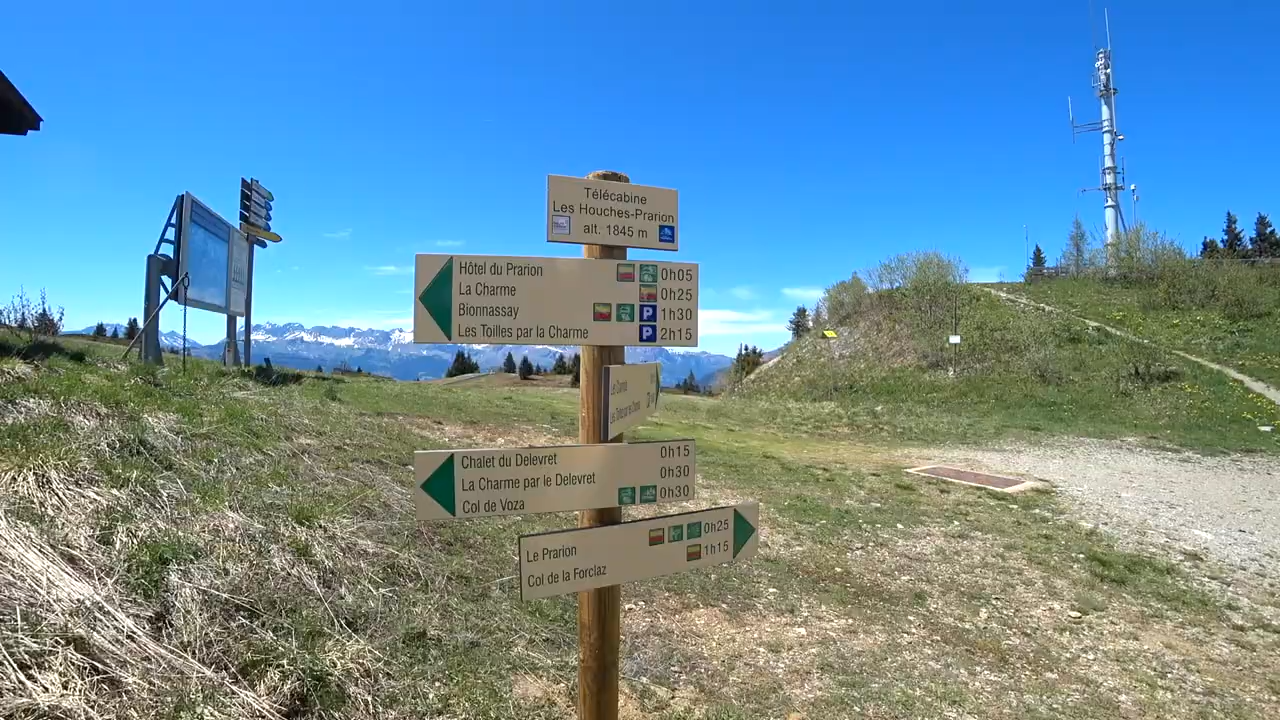 Télécabine
Les Houches-Prarion
alt. 1845 m
Hôtel du Prarion 0h05
La Charme 0h25
Bionnassay P 1h30
Les Toilles par la Charme P 2h15
Chalet du Delevret 0h15
La Charme par le Delevret 0h30
Col de Voza 0h30
Le Prarion 0h25
Col de la Forclaz 1h15